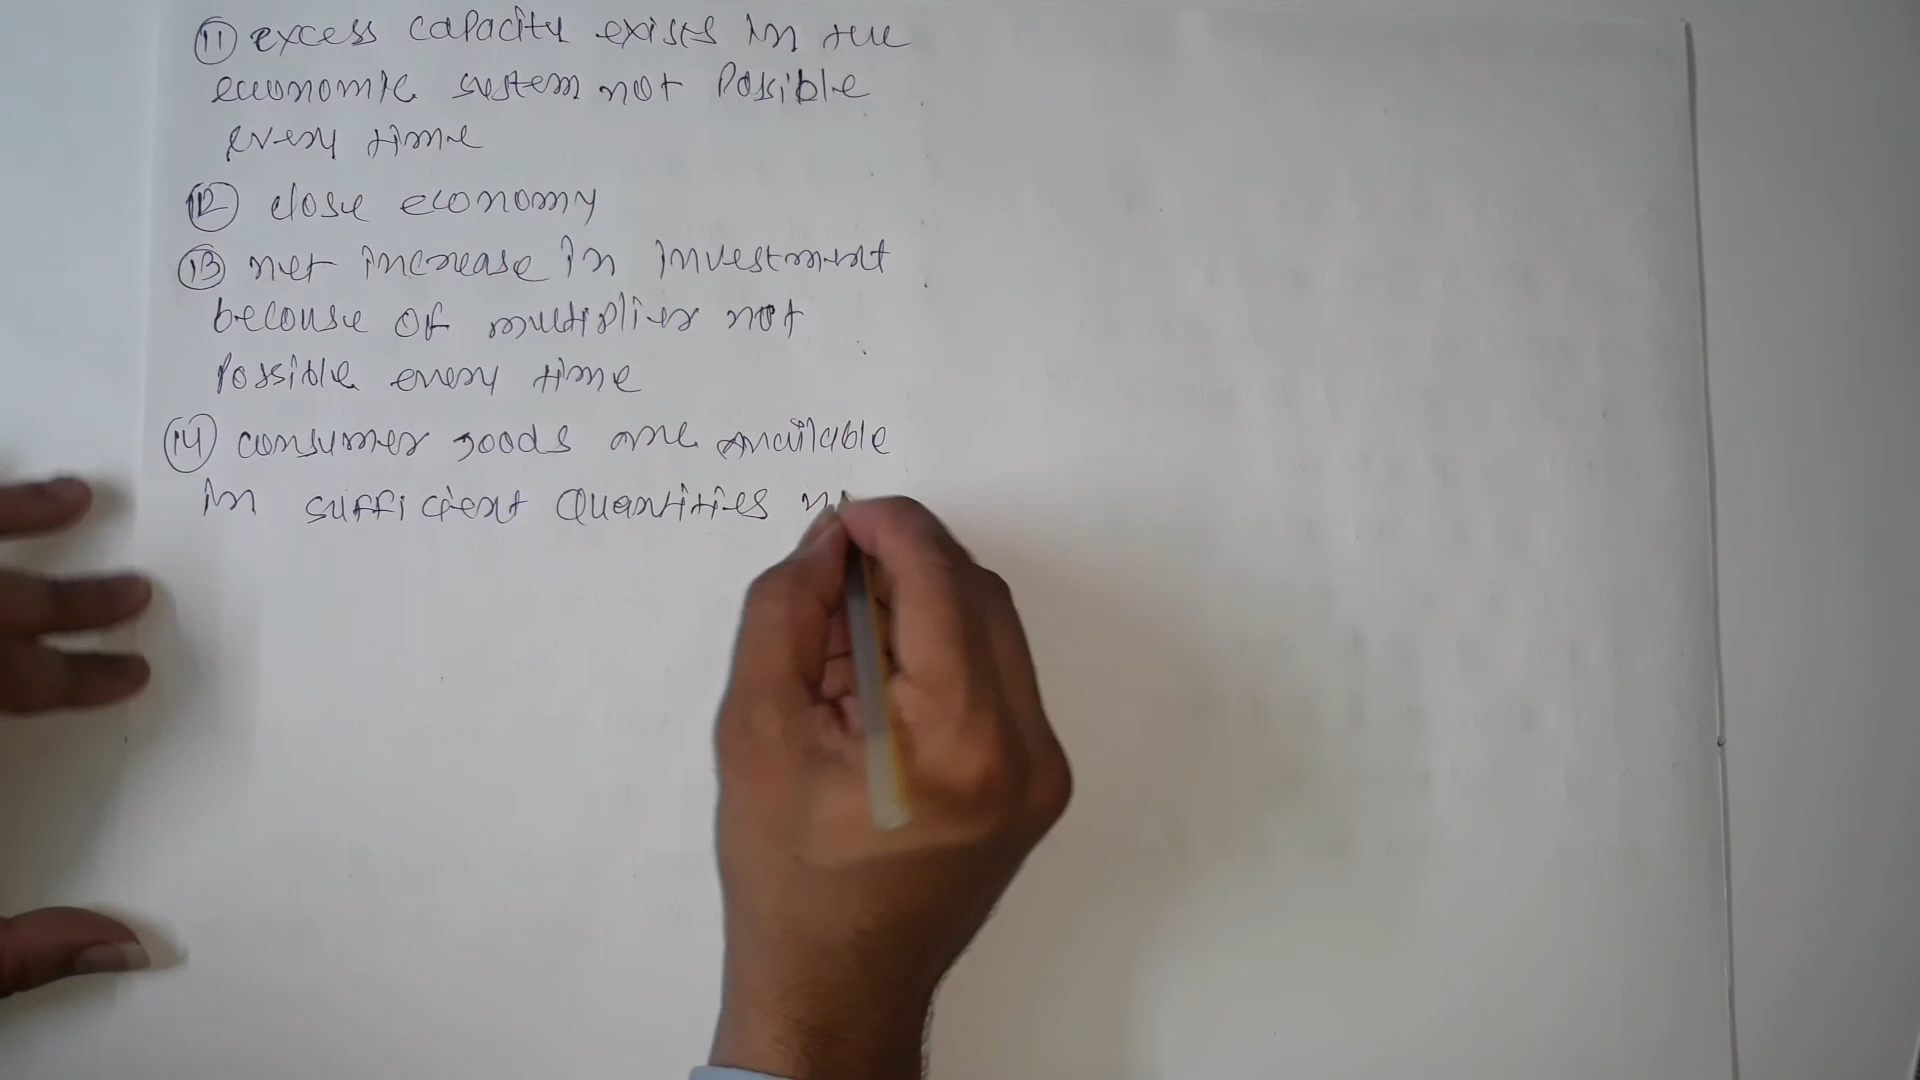 11 excess capacity exists in the
economic system not possible
every time
12 close economy
13 net increase in investment
because of multiplier not
possible every time
14 consumer goods are available
in sufficient quantities